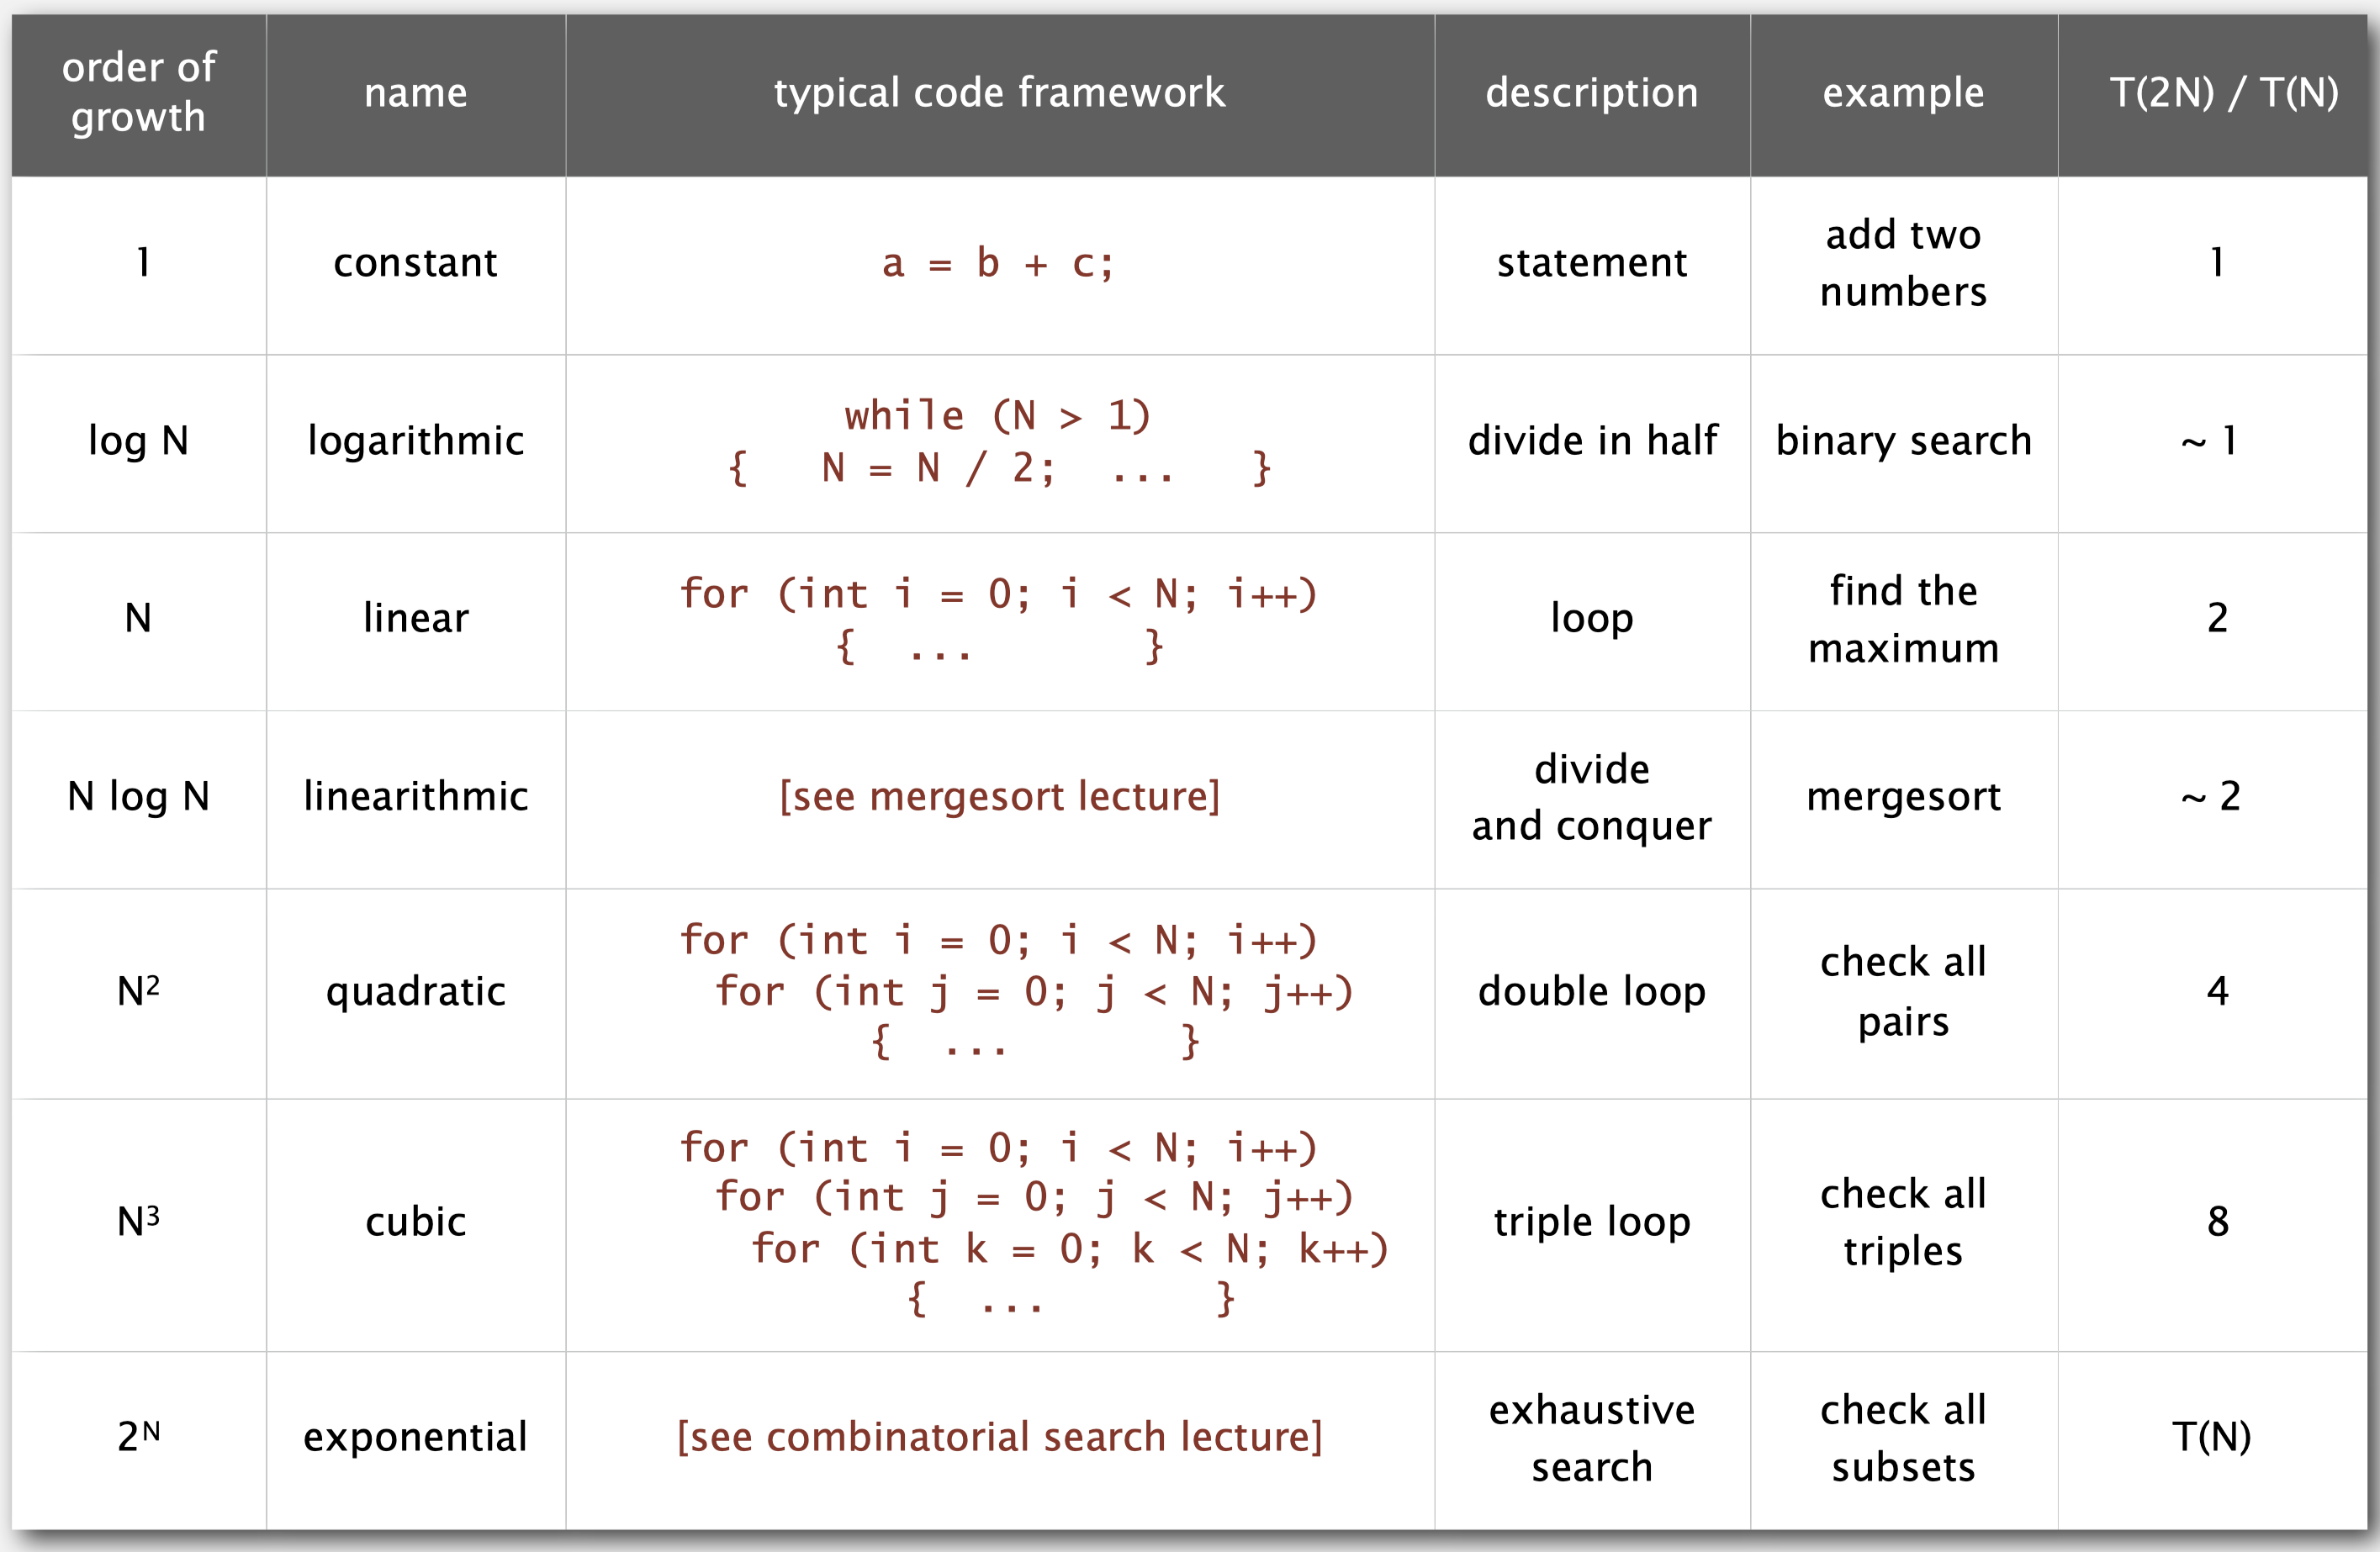 order of growth name typical code framework description example T(2N) / T(N)
1 constant a = b + c; statement add two numbers 1
log N logarithmic while (N > 1)
{ N = N / 2; ... } divide in half binary search ~ 1
N linear for (int i = 0; i < N; i++)
{ ... } loop find the maximum 2
N log N linearithmic [see mergesort lecture] divide and conquer mergesort ~ 2
N² quadratic for (int i = 0; i < N; i++)
for (int j = 0; j < N; j++)
{ ... } double loop check all pairs 4
N³ cubic for (int i = 0; i < N; i++)
for (int j = 0; j < N; j++)
for (int k = 0; k < N; k++)
{ ... } triple loop check all triples 8
2ᴺ exponential [see combinatorial search lecture] exhaustive search check all subsets T(N)